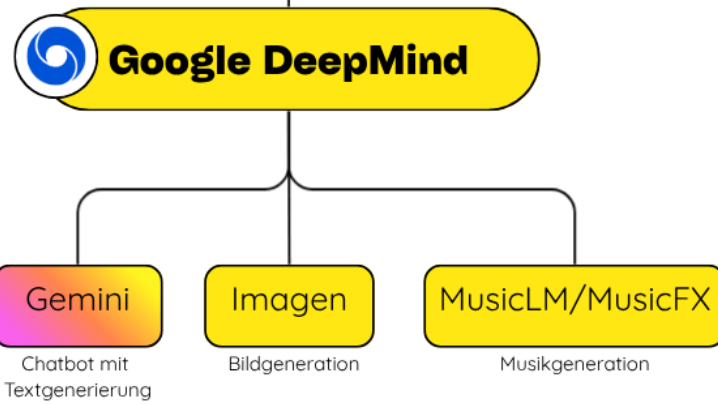 Google DeepMind
Gemini
Imagen
MusicLM/MusicFX
Chatbot mit
Textgenerierung
Bildgeneration
Musikgeneration